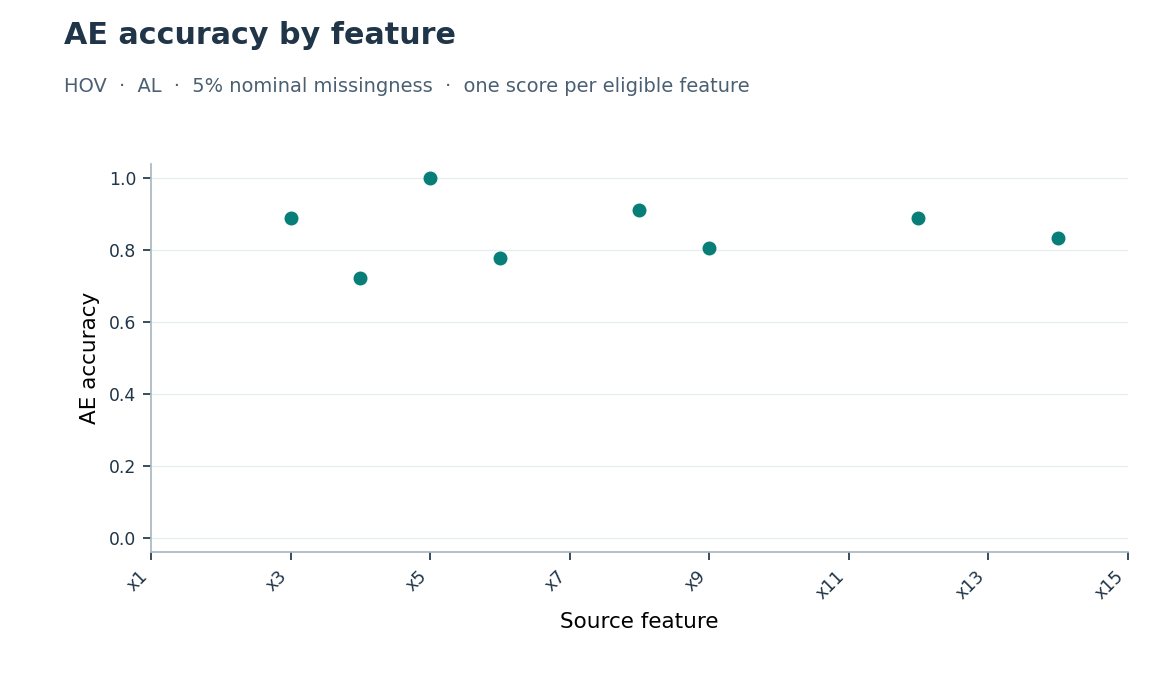 AE accuracy by feature
HOV · AL · 5% nominal missingness · one score per eligible feature
1.0
0.8
0.6
0.4
0.2
0.0
AE accuracy
x1 x3 x5 x7 x9 x11 x13 x15
Source feature